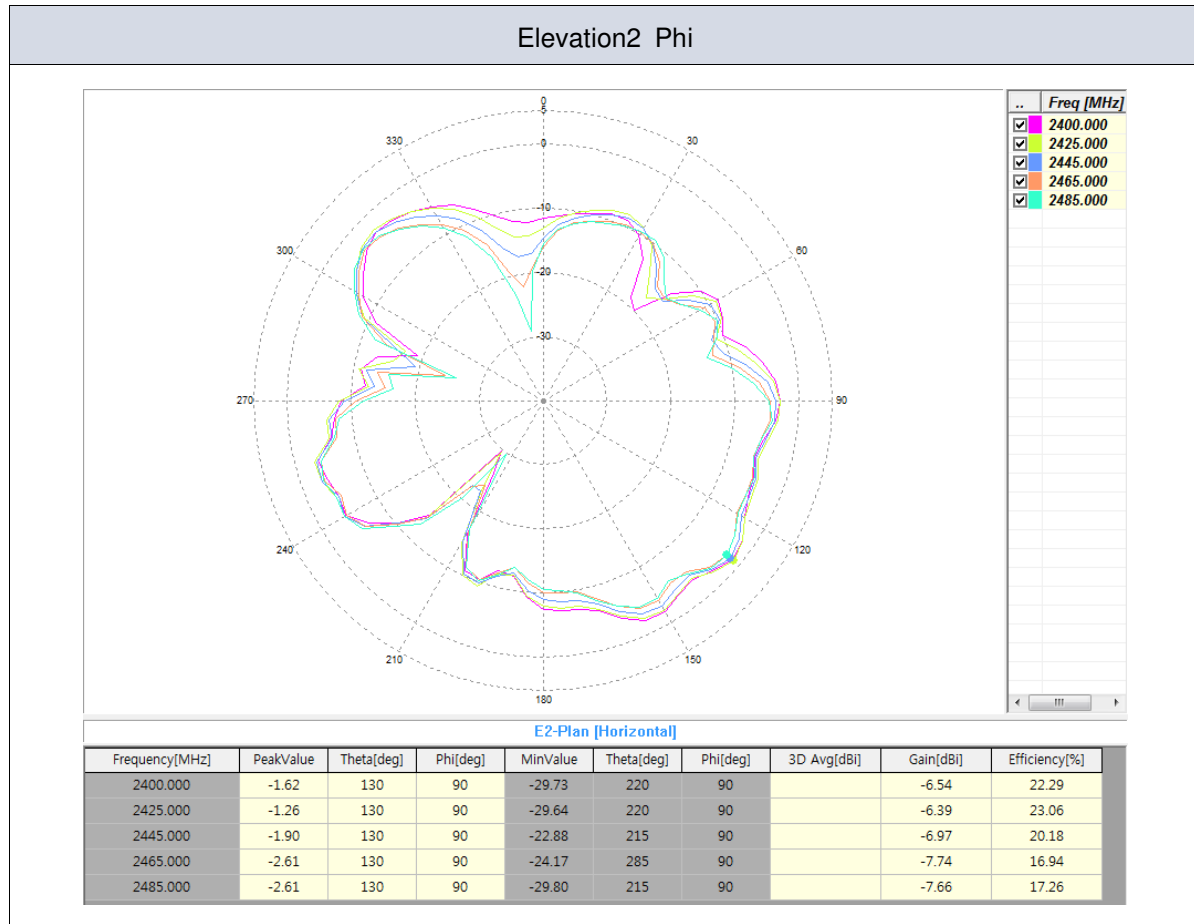 Elevation2 Phi
.. Freq [MHz]
2400.000
2425.000
2445.000
2465.000
2485.000
0
5
0
-10
-20
-30
30
60
90
120
150
180
210
240
270
300
330
E2-Plan [Horizontal]
Frequency[MHz] PeakValue Theta[deg] Phi[deg] MinValue Theta[deg] Phi[deg] 3D Avg[dBi] Gain[dBi] Efficiency[%]
2400.000 -1.62 130 90 -29.73 220 90 -6.54 22.29
2425.000 -1.26 130 90 -29.64 220 90 -6.39 23.06
2445.000 -1.90 130 90 -22.88 215 90 -6.97 20.18
2465.000 -2.61 130 90 -24.17 285 90 -7.74 16.94
2485.000 -2.61 130 90 -29.80 215 90 -7.66 17.26